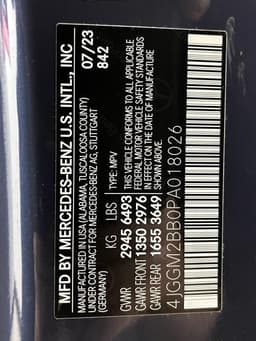 MFD BY MERCEDES-BENZ U.S. INTL., INC
MANUFACTURED IN USA (ALABAMA, TUSCALOOSA COUNTY)
UNDER CONTRACT FOR MERCEDES-BENZ AG, STUTTGART
(GERMANY)
07/23
842
KG LBS TYPE: MPV
GVWR 2945 6493
GAWR FRONT 1350 2976
GAWR REAR 1655 3649
THIS VEHICLE CONFORMS TO ALL APPLICABLE
FEDERAL MOTOR VEHICLE SAFETY STANDARDS
IN EFFECT ON THE DATE OF MANUFACTURE
SHOWN ABOVE.
4JGGM2BB0PA018026